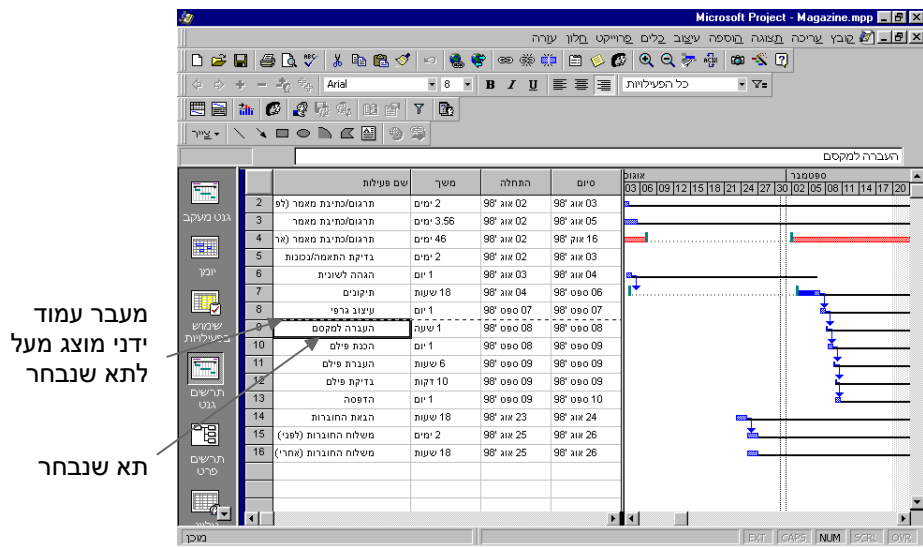 Microsoft Project - Magazine.mpp
קובץ עריכה תצוגה הוספה עיצוב כלים פרוייקט חלון עזרה
Arial 8 B I U כל הפעילויות
צייר
העברה למקסם
שם פעילות משך התחלה סיום
אוגוס ספטמבר
03 06 09 12 15 18 21 24 27 30 02 05 08 11 14 17 20
2 תרגום/כתיבת מאמר (לפ 2 ימים 02 אוג '98 03 אוג '98
3 תרגום/כתיבת מאמר 3.56 ימים 02 אוג '98 05 אוג '98
4 תרגום/כתיבת מאמר (אר 46 ימים 02 אוג '98 16 אוק '98
5 בדיקת התאמה/נכונות 2 ימים 02 אוג '98 03 אוג '98
6 הגהה לשונית 1 יום 03 אוג '98 04 אוג '98
7 תיקונים 18 שעות 04 אוג '98 06 ספט '98
8 עיצוב גרפי 1 יום 07 ספט '98 07 ספט '98
9 העברה למקסם 1 שעה 08 ספט '98 08 ספט '98
10 הכנת פילם 1 יום 08 ספט '98 09 ספט '98
11 העברת פילם 6 שעות 09 ספט '98 09 ספט '98
12 בדיקת פילם 10 דקות 09 ספט '98 09 ספט '98
13 הדפסה 1 יום 09 ספט '98 10 ספט '98
14 הבאת החוברות 18 שעות 23 אוג '98 24 אוג '98
15 משלוח החוברות (לפני) 2 ימים 25 אוג '98 26 אוג '98
16 משלוח החוברות (אחרי) 18 שעות 25 אוג '98 26 אוג '98
גנט מעקב
יומן
שימוש
בפעילויות
תרשים
גנט
תרשים
פרט
מעבר עמוד
ידני מוצג מעל
לתא שנבחר
תא שנבחר
מוכן
EXT CAPS NUM SCRL OVR